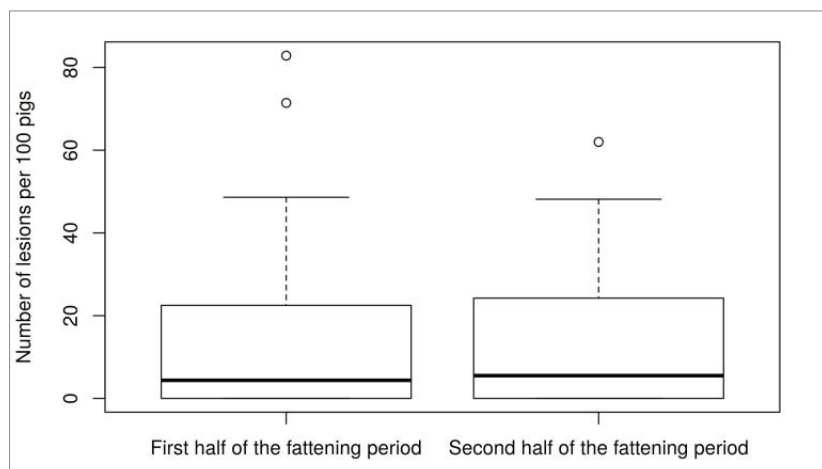 Number of lesions per 100 pigs
80
60
40
20
0
First half of the fattening period
Second half of the fattening period